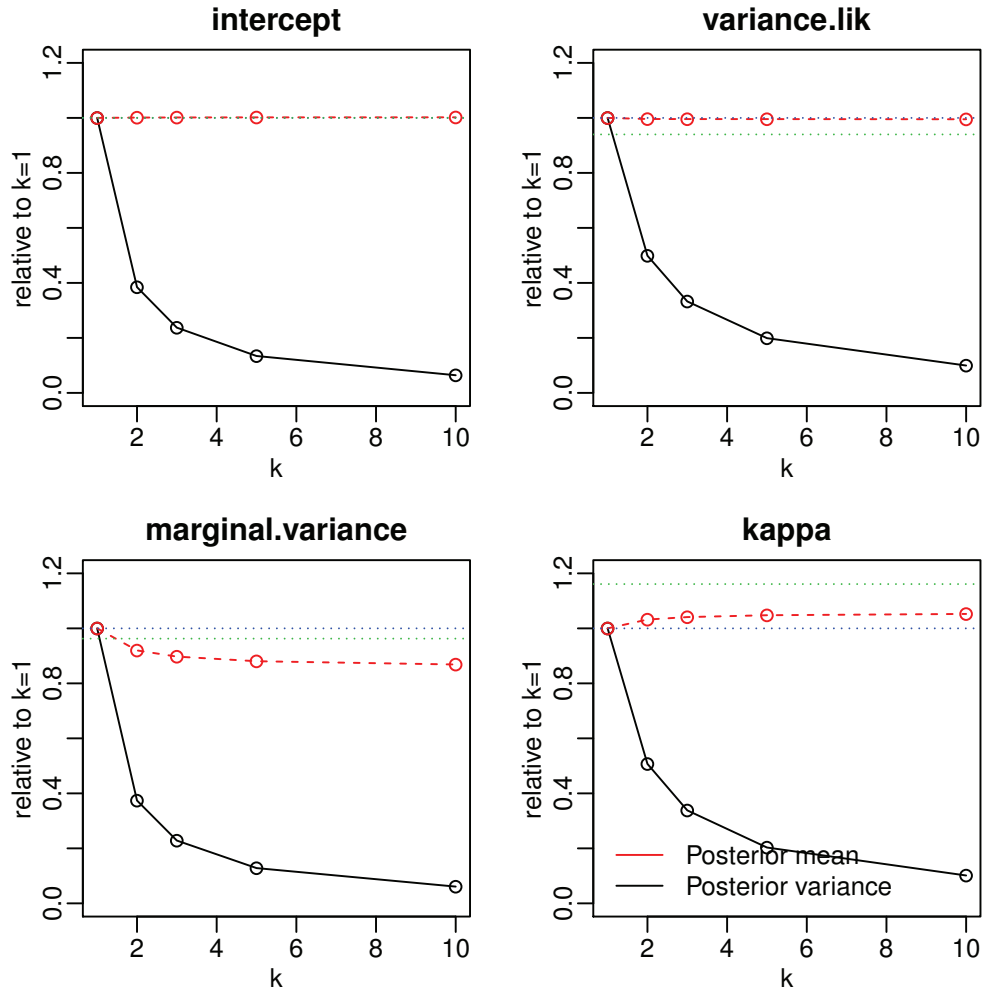 intercept
relative to k=1
0.0 0.4 0.8 1.2
2 4 6 8 10
k
variance.lik
relative to k=1
0.0 0.4 0.8 1.2
2 4 6 8 10
k
marginal.variance
relative to k=1
0.0 0.4 0.8 1.2
2 4 6 8 10
k
kappa
relative to k=1
0.0 0.4 0.8 1.2
Posterior mean
Posterior variance
2 4 6 8 10
k